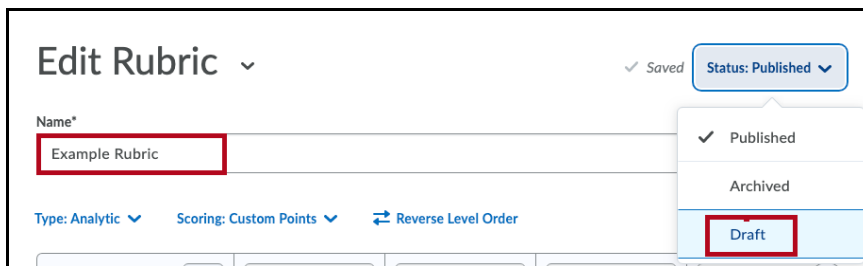 Edit Rubric
Saved
Status: Published
Name*
Example Rubric
Published
Archived
Draft
Type: Analytic
Scoring: Custom Points
Reverse Level Order